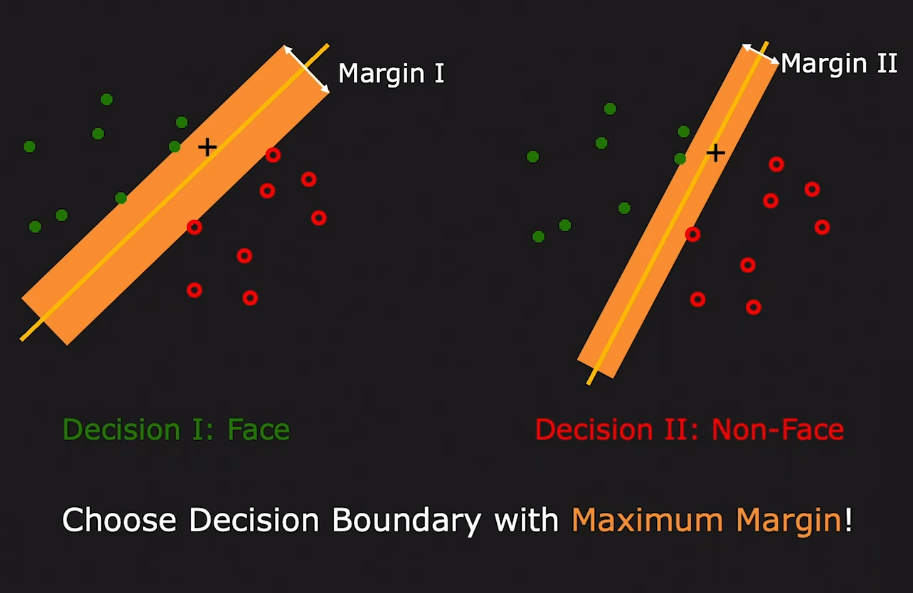 Margin I
Margin II
Decision I: Face
Decision II: Non-Face
Choose Decision Boundary with Maximum Margin!